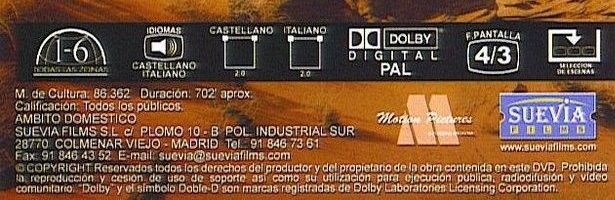 1-6
TODAS LAS ZONAS
IDIOMAS
CASTELLANO
ITALIANO
CASTELLANO
2.0
ITALIANO
2.0
DOLBY
DIGITAL
PAL
F.PANTALLA
4/3
SELECCION
DE ESCENAS
M. de Cultura: 86.362 Duración: 702' aprox.
Calificación: Todos los públicos.
AMBITO DOMESTICO
SUEVIA FILMS S.L c/ PLOMO 10 - B POL. INDUSTRIAL SUR
28770 COLMENAR VIEJO - MADRID Tel.: 91 846 73 61
Fax: 91 846 43 52 E-mail: suevia@sueviafilms.com
Motion Pictures
SUEVIA
FILMS
www.sueviafilms.com
© COPYRIGHT Reservados todos los derechos del productor y del propietario de la obra contenida en este DVD. Prohibida
la reproducción y cesión de uso de soporte así como su utilización para ejecución pública, radiofusión y video
comunitario. "Dolby" y el símbolo Doble-D son marcas registradas de Dolby Laboratories Licensing Corporation.